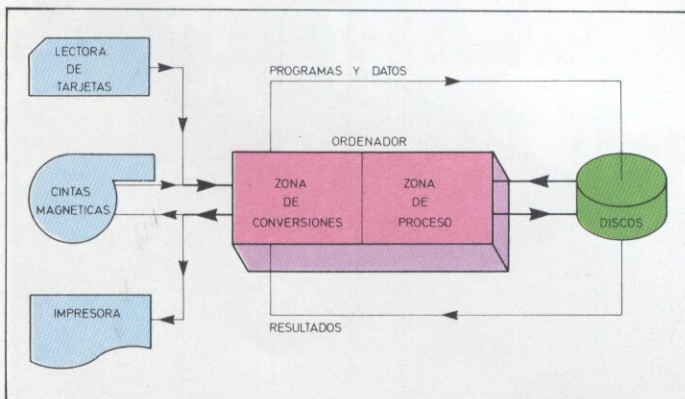 LECTORA
DE
TARJETAS
PROGRAMAS Y DATOS
ORDENADOR
CINTAS
MAGNETICAS
ZONA
DE
CONVERSIONES
ZONA
DE
PROCESO
DISCOS
IMPRESORA
RESULTADOS